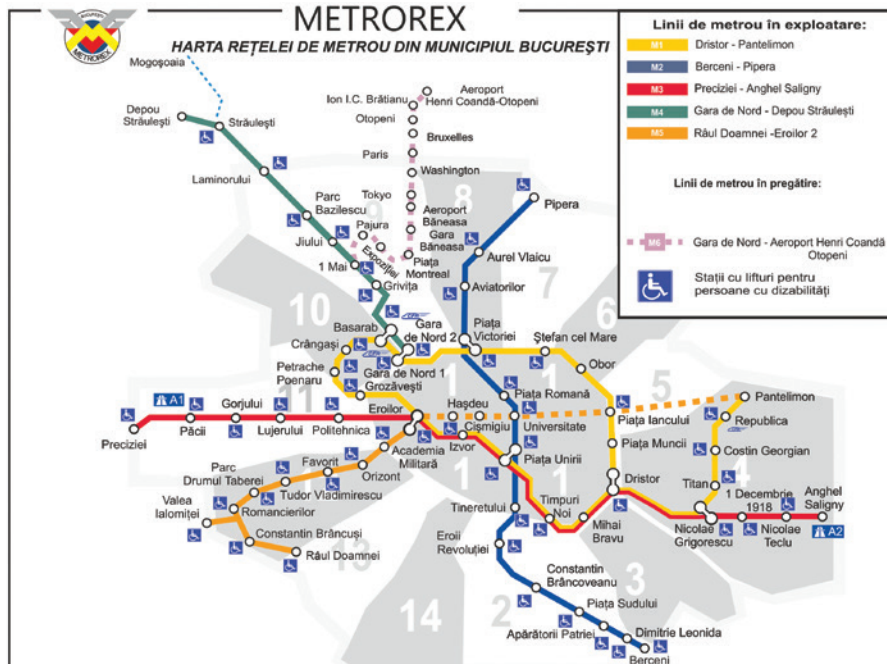 METROREX
HARTA REȚELEI DE METROU DIN MUNICIPIUL BUCUREȘTI
BUCUREȘTI
METROREX
Linii de metrou în exploatare:
M1 Dristor - Pantelimon
M2 Berceni - Pipera
M3 Preciziei - Anghel Saligny
M4 Gara de Nord - Depou Străulești
M5 Râul Doamnei -Eroilor 2
Linii de metrou în pregătire:
M6 Gara de Nord - Aeroport Henri Coandă
Otopeni
Stații cu lifturi pentru
persoane cu dizabilități
Mogoșoaia
Depou
Străulești
Străulești
Laminorului
Parc
Bazilescu
Jiului
1 Mai
Grivița
Basarab
Gara
de Nord 2
Gara de Nord 1
Aeroport
Henri Coandă-Otopeni
Ion I.C. Brătianu
Otopeni
Bruxelles
Paris
Washington
Tokyo
Aeroport
Băneasa
Gara
Băneasa
Piața
Montreal
Expoziției
Pajura
Pipera
Aurel Vlaicu
Aviatorilor
Piața
Victoriei
Ștefan cel Mare
Obor
Crângași
Petrache
Poenaru
Grozăvești
Eroilor
Hașdeu
Cișmigiu
Izvor
Piața Romană
Universitate
Piața Unirii
Piața Iancului
Piața Muncii
Dristor
Pantelimon
Republica
Costin Georgian
Titan
1 Decembrie
1918
Anghel
Saligny
Nicolae
Grigorescu
Nicolae
Teclu
A2
A1
Preciziei
Păcii
Gorjului
Lujerului
Politehnica
Academia
Militară
Orizont
Favorit
Tudor Vladimirescu
Parc
Drumul Taberei
Romancierilor
Valea
Ialomiței
Constantin Brâncuși
Râul Doamnei
Tineretului
Timpuri
Noi
Mihai
Bravu
Eroii
Revoluției
Constantin
Brâncoveanu
Piața Sudului
Apărătorii Patriei
Dimitrie Leonida
Berceni
8
9
7
10
6
1
1
5
11
1
1
4
13
14
2
3